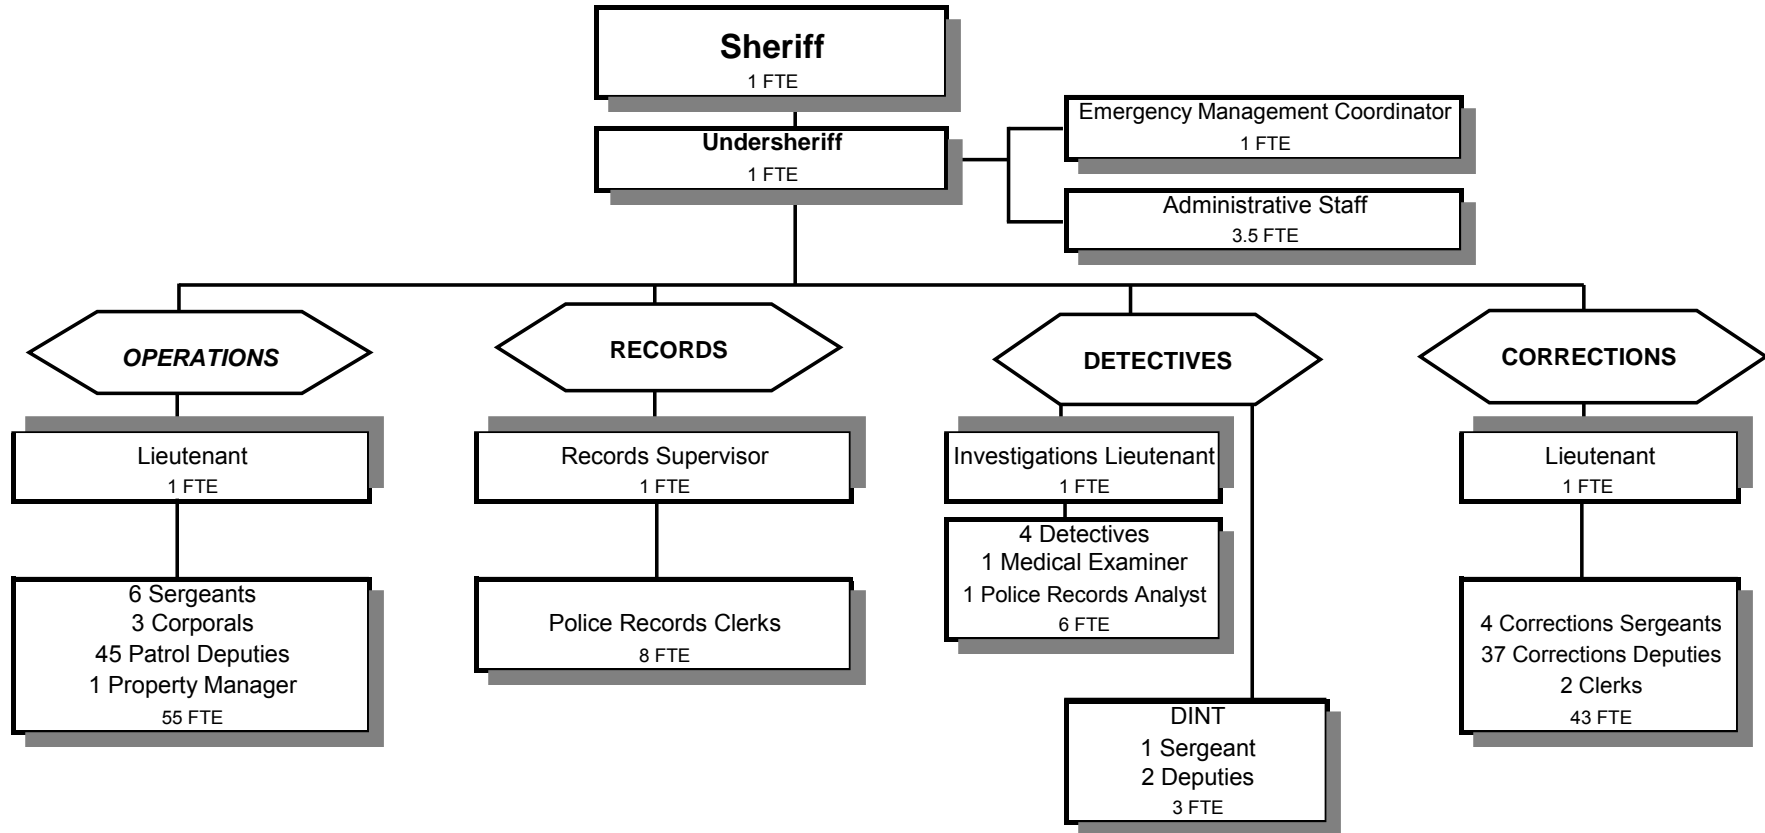 Sheriff
1 FTE
Undersheriff
1 FTE
Emergency Management Coordinator
1 FTE
Administrative Staff
3.5 FTE
OPERATIONS
Lieutenant
1 FTE
6 Sergeants
3 Corporals
45 Patrol Deputies
1 Property Manager
55 FTE
RECORDS
Records Supervisor
1 FTE
Police Records Clerks
8 FTE
DETECTIVES
Investigations Lieutenant
1 FTE
4 Detectives
1 Medical Examiner
1 Police Records Analyst
6 FTE
DINT
1 Sergeant
2 Deputies
3 FTE
CORRECTIONS
Lieutenant
1 FTE
4 Corrections Sergeants
37 Corrections Deputies
2 Clerks
43 FTE